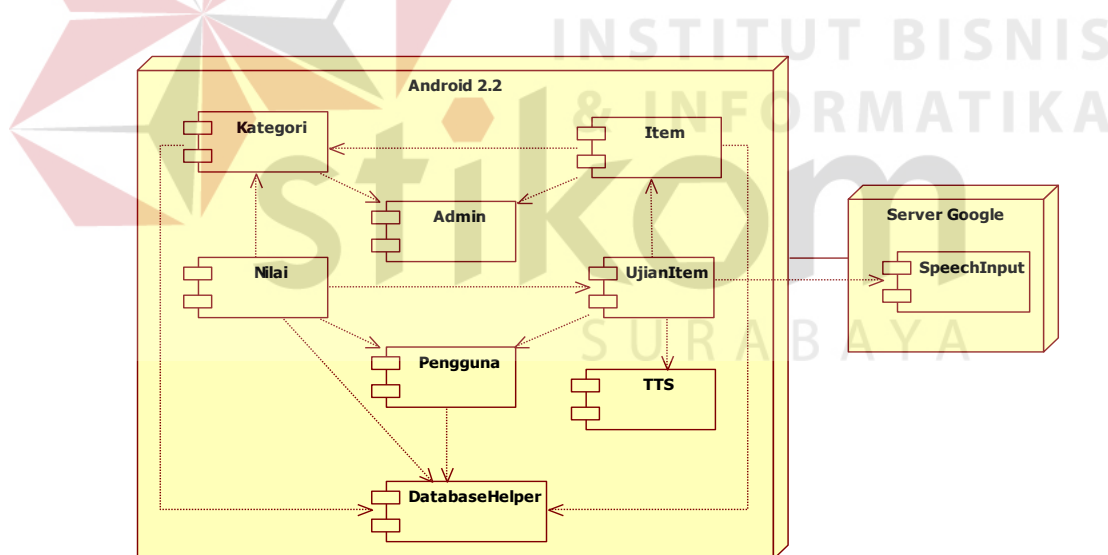 INSTITUT BISNIS
& INFORMATIKA
stikom
SURABAYA
Android 2.2
Kategori
Item
Admin
Server Google
Nilai
UjianItem
SpeechInput
Pengguna
TTS
DatabaseHelper